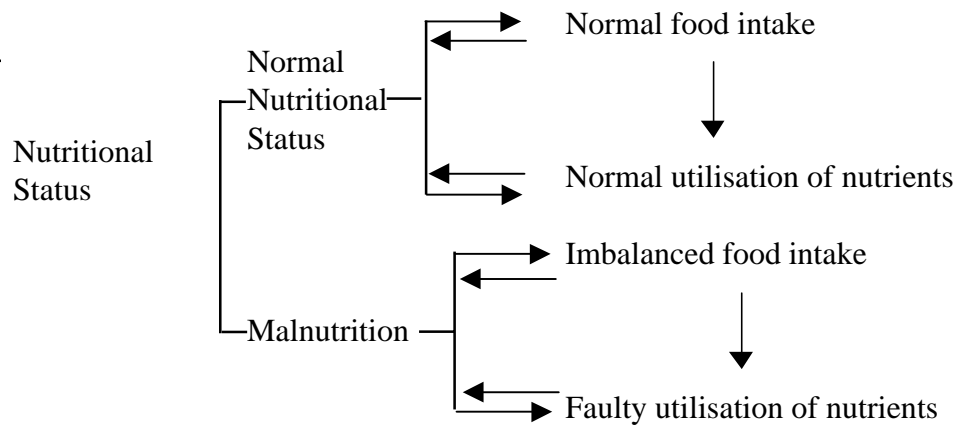 Nutritional
Status
Normal
Nutritional
Status
Normal food intake
Normal utilisation of nutrients
Malnutrition
Imbalanced food intake
Faulty utilisation of nutrients